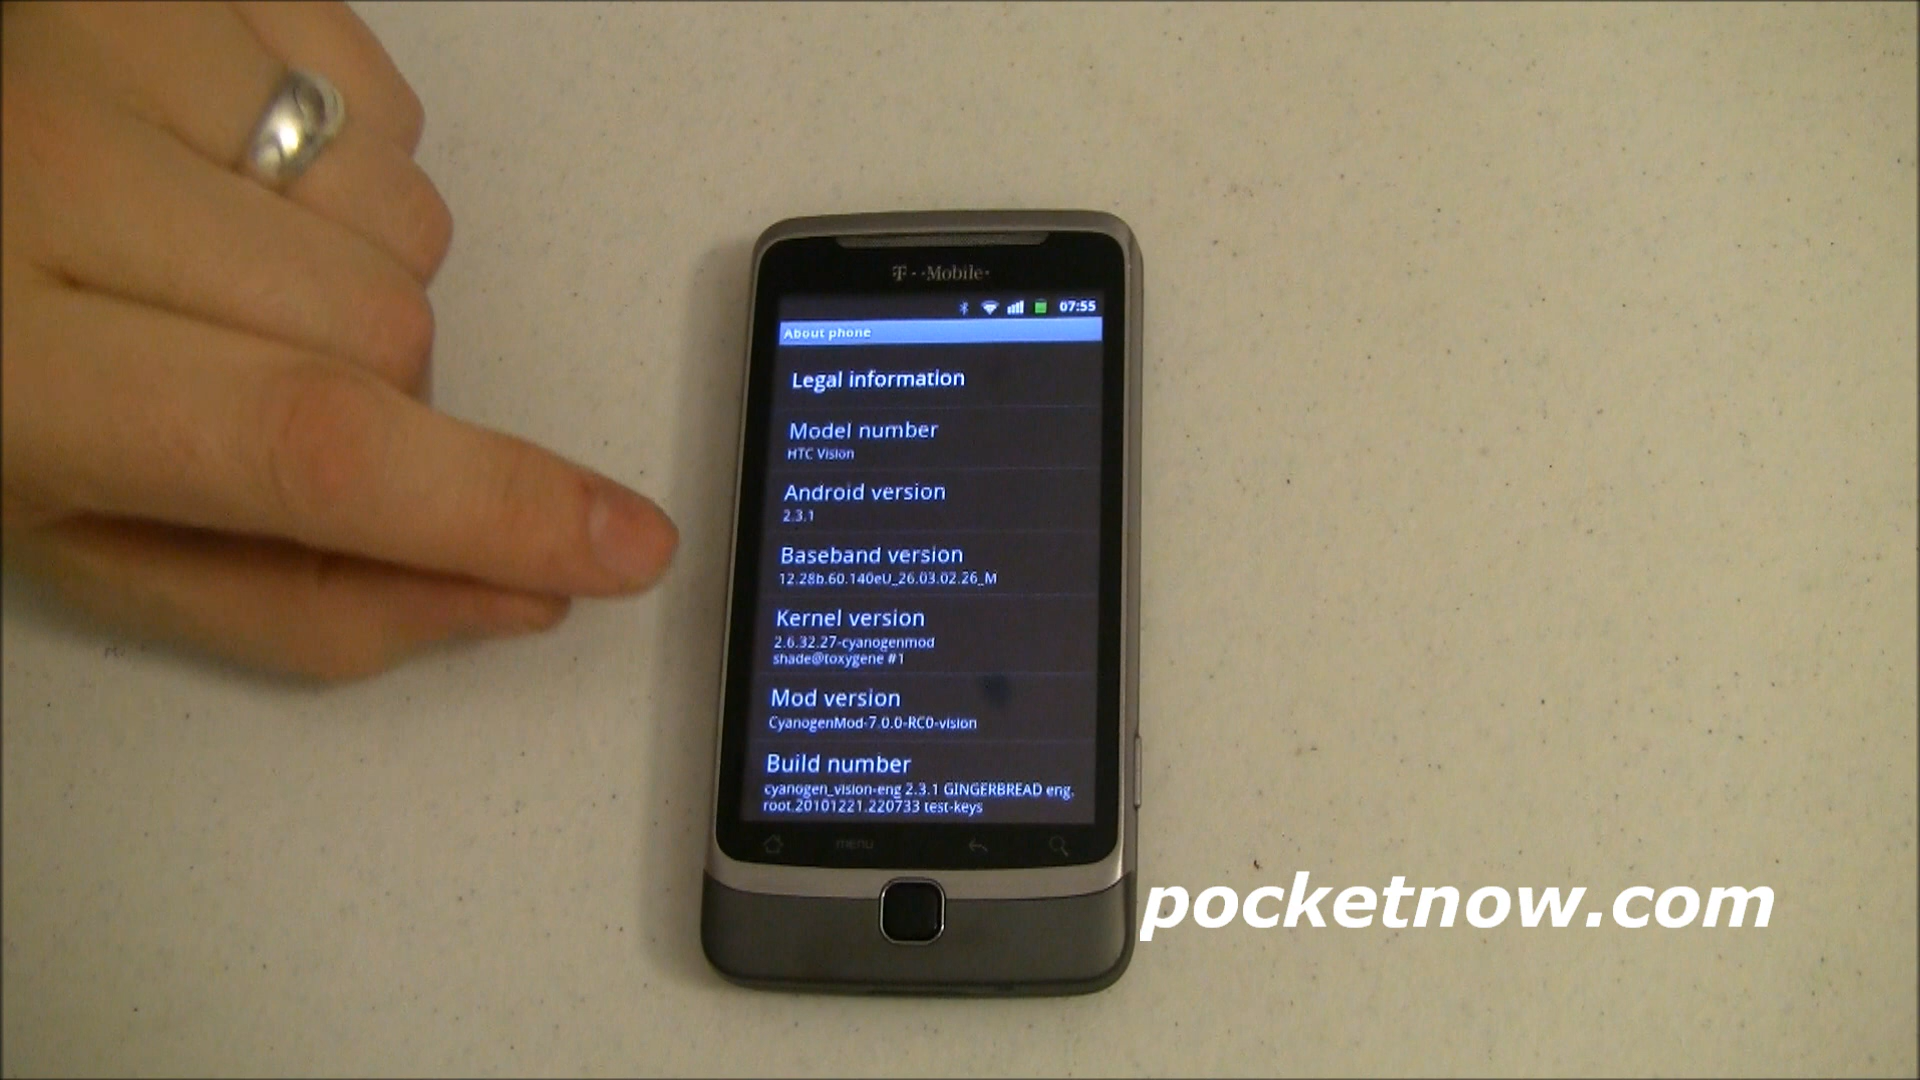 T··Mobile·
07:55
About phone
Legal information
Model number
HTC Vision
Android version
2.3.1
Baseband version
12.28b.60.140eU_26.03.02.26_M
Kernel version
2.6.32.27-cyanogenmod
shade@toxygene #1
Mod version
CyanogenMod-7.0.0-RC0-vision
Build number
cyanogen_vision-eng 2.3.1 GINGERBREAD eng.
root.20101221.220733 test-keys
menu
pocketnow.com